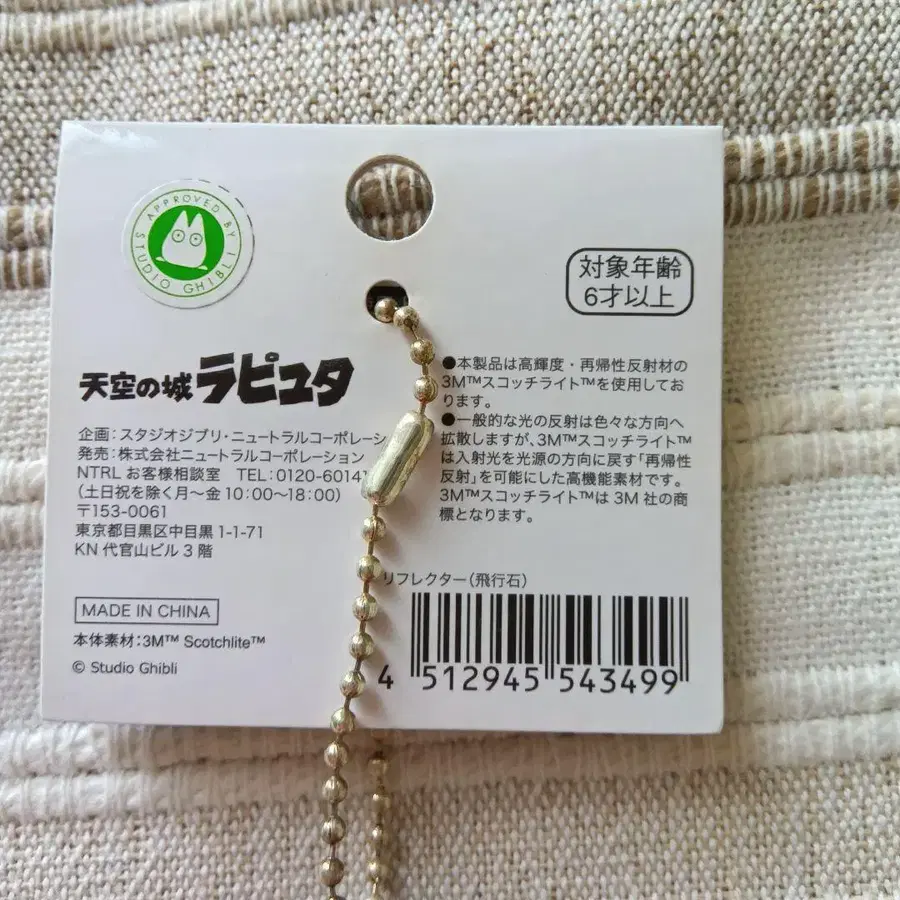 APPROVED BY
STUDIO GHIBLI
対象年齢
6才以上
天空の城ラピュタ
企画:スタジオジブリ・ニュートラルコーポレーシ
発売:株式会社ニュートラルコーポレーション
NTRL お客様相談室 TEL:0120-6014
(土日祝を除く月〜金 10:00〜18:00)
〒153-0061
東京都目黒区中目黒 1-1-71
KN 代官山ビル 3 階
MADE IN CHINA
本体素材:3M™ Scotchlite™
© Studio Ghibli
●本製品は高輝度・再帰性反射材の
3M™スコッチライト™を使用してお
ります。
●一般的な光の反射は色々な方向へ
拡散しますが、3M™スコッチライト™
は入射光を光源の方向に戻す「再帰性
反射」を可能にした高機能素材です。
3M™スコッチライト™は 3M 社の商
標となります。
リフレクター(飛行石)
4 512945 543499